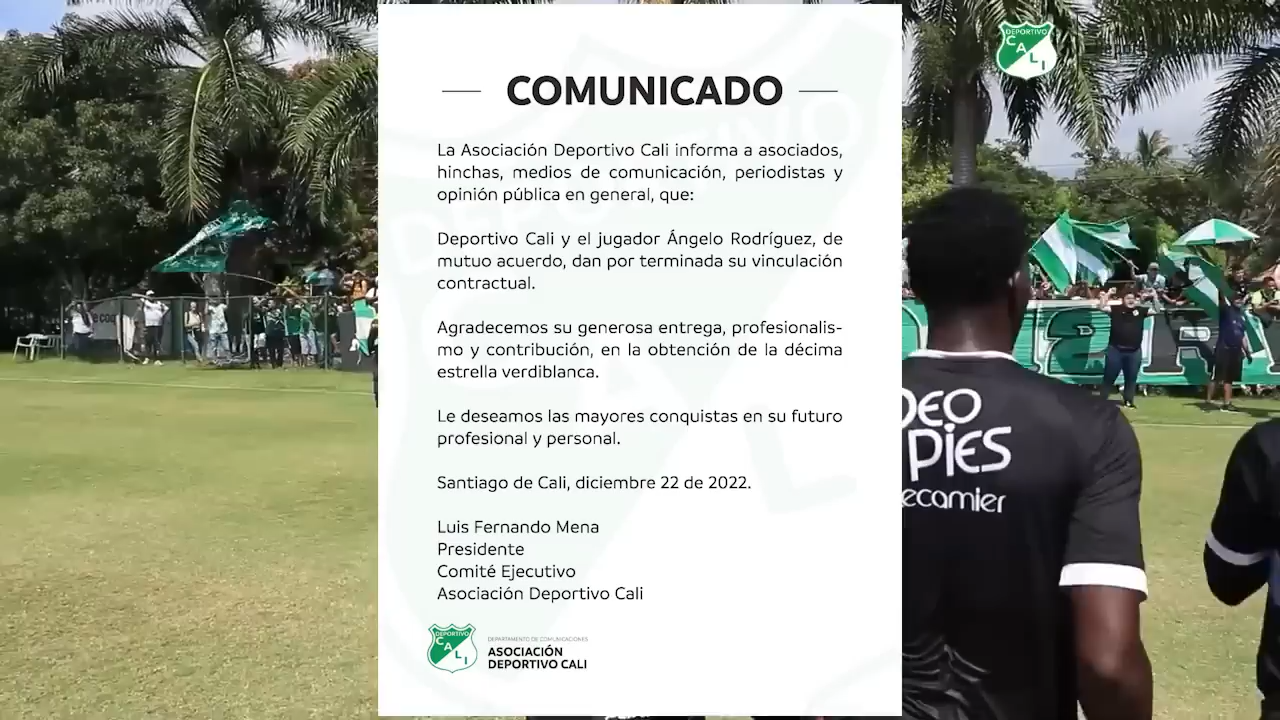 COMUNICADO
La Asociación Deportivo Cali informa a asociados,
hinchas, medios de comunicación, periodistas y
opinión pública en general, que:
Deportivo Cali y el jugador Ángelo Rodríguez, de
mutuo acuerdo, dan por terminada su vinculación
contractual.
Agradecemos su generosa entrega, profesionalis-
mo y contribución, en la obtención de la décima
estrella verdiblanca.
Le deseamos las mayores conquistas en su futuro
profesional y personal.
Santiago de Cali, diciembre 22 de 2022.
Luis Fernando Mena
Presidente
Comité Ejecutivo
Asociación Deportivo Cali
DEPORTIVO
CALI
DEPARTAMENTO DE COMUNICACIONES
ASOCIACIÓN
DEPORTIVO CALI
DEPORTIVO
CALI
DEO
PIES
ecamier